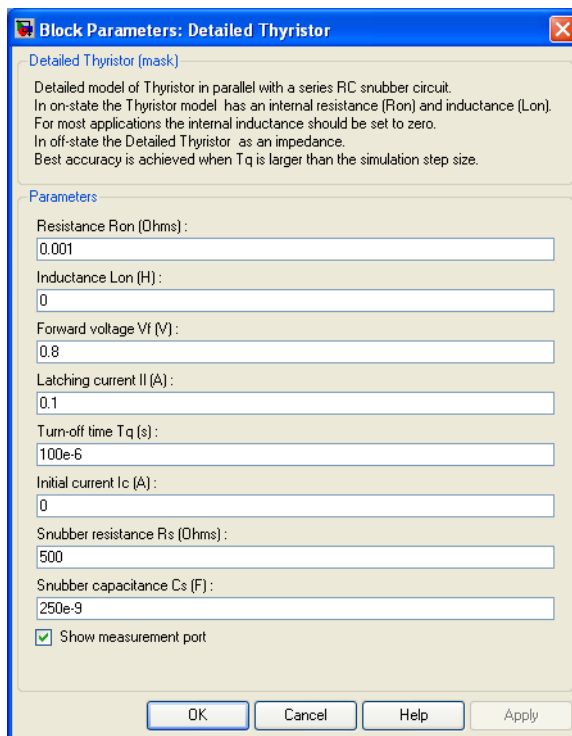 Block Parameters: Detailed Thyristor
Detailed Thyristor (mask)
Detailed model of Thyristor in parallel with a series RC snubber circuit.
In on-state the Thyristor model has an internal resistance (Ron) and inductance (Lon).
For most applications the internal inductance should be set to zero.
In off-state the Detailed Thyristor as an impedance.
Best accuracy is achieved when Tq is larger than the simulation step size.
Parameters
Resistance Ron (Ohms) :
0.001
Inductance Lon (H) :
0
Forward voltage Vf (V) :
0.8
Latching current Il (A) :
0.1
Turn-off time Tq (s) :
100e-6
Initial current Ic (A) :
0
Snubber resistance Rs (Ohms) :
500
Snubber capacitance Cs (F) :
250e-9
Show measurement port
OK Cancel Help Apply